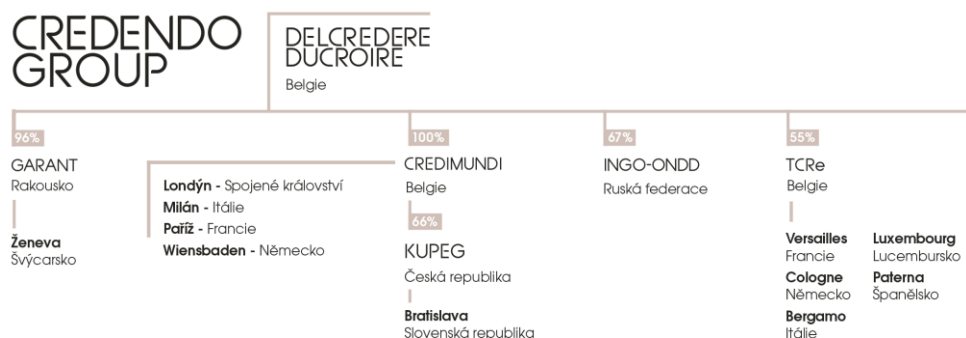 CREDENDO
GROUP
DELCREDERE
DUCROIRE
Belgie
96%
GARANT
Rakousko
Ženeva
Švýcarsko
Londýn - Spojené království
Milán - Itálie
Paříž - Francie
Wiensbaden - Německo
100%
CREDIMUNDI
Belgie
66%
KUPEG
Česká republika
Bratislava
Slovenská republika
67%
INGO-ONDD
Ruská federace
55%
TCRe
Belgie
Versailles
Francie
Cologne
Německo
Bergamo
Itálie
Luxembourg
Lucembursko
Paterna
Španělsko